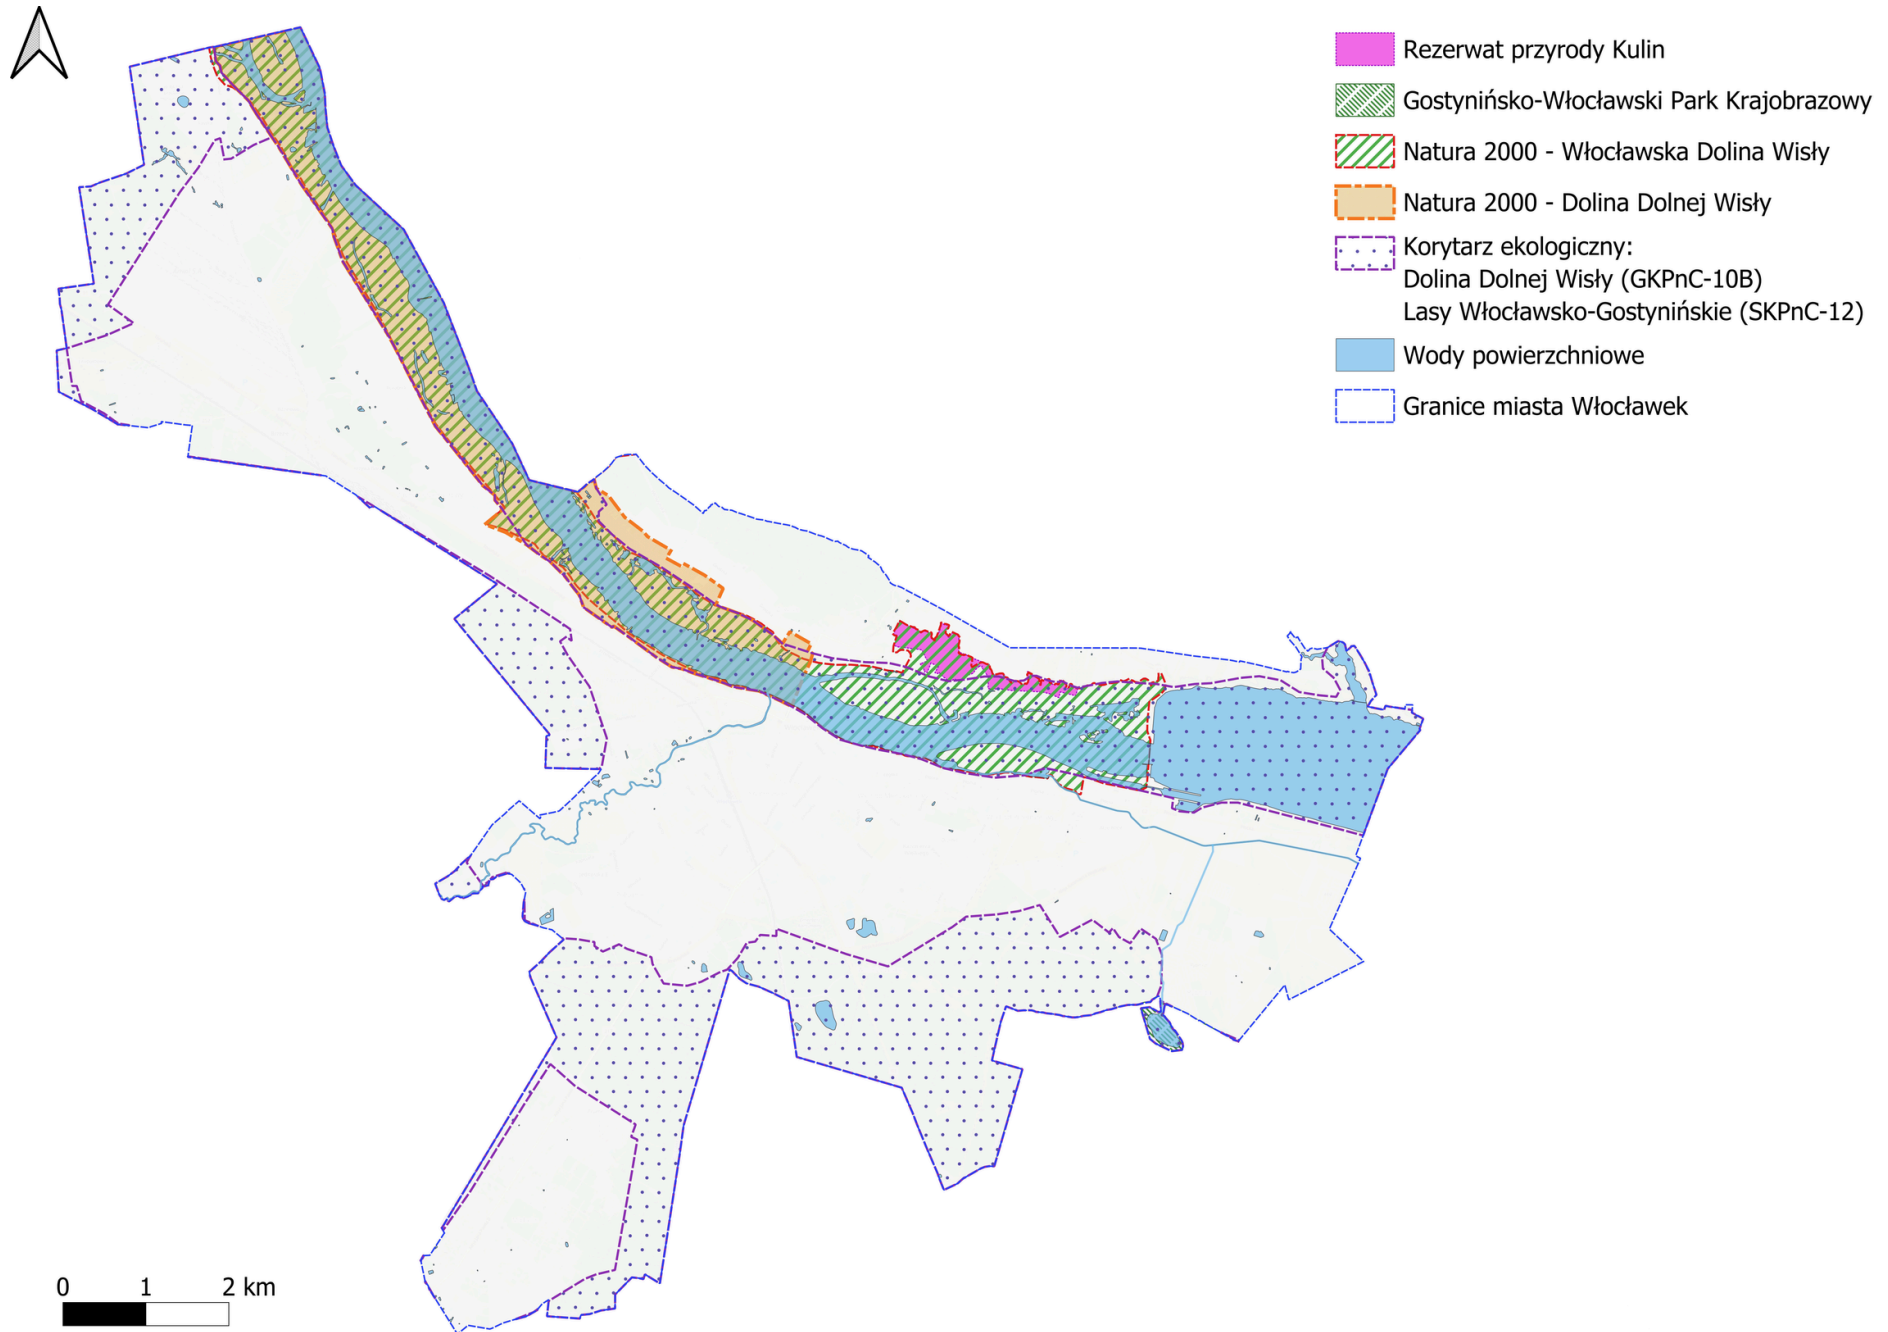 Rezerwat przyrody Kulin
Gostynińsko-Włocławski Park Krajobrazowy
Natura 2000 - Włocławska Dolina Wisły
Natura 2000 - Dolina Dolnej Wisły
Korytarz ekologiczny:
Dolina Dolnej Wisły (GKPnC-10B)
Lasy Włocławsko-Gostynińskie (SKPnC-12)
Wody powierzchniowe
Granice miasta Włocławek
0 1 2 km